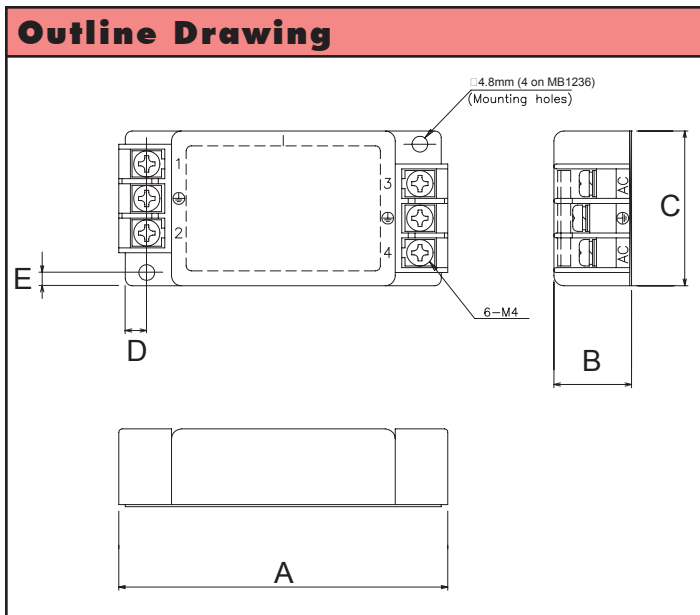 Outline Drawing
□4.8mm (4 on MB1236)
(Mounting holes)
1
2
3
4
AC
AC
C
E
D
6-M4
B
A